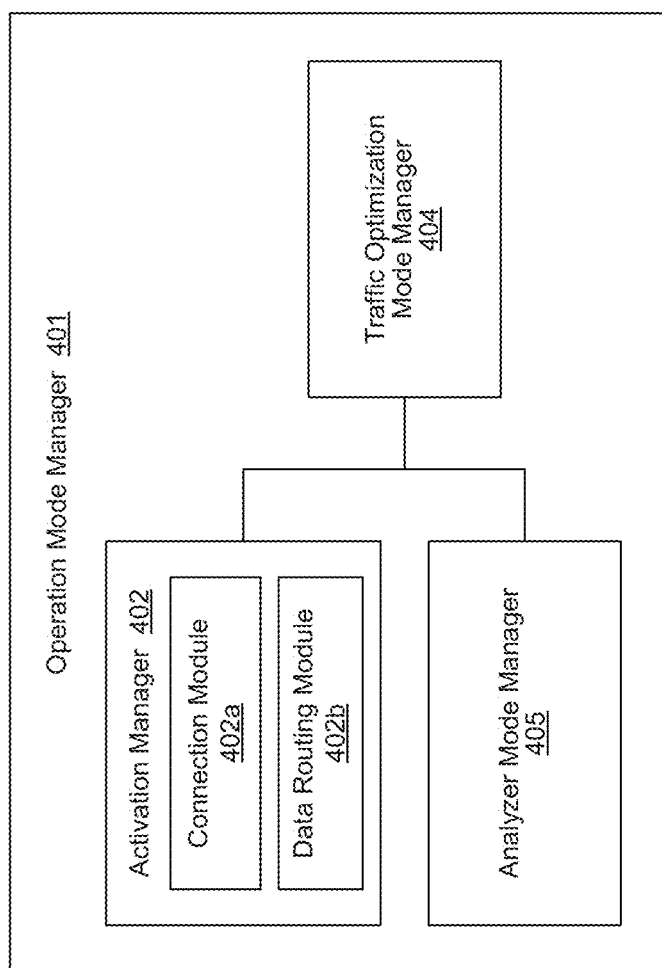 Operation Mode Manager 401
Activation Manager 402
Connection Module
402a
Data Routing Module
402b
Analyzer Mode Manager
405
Traffic Optimization
Mode Manager
404